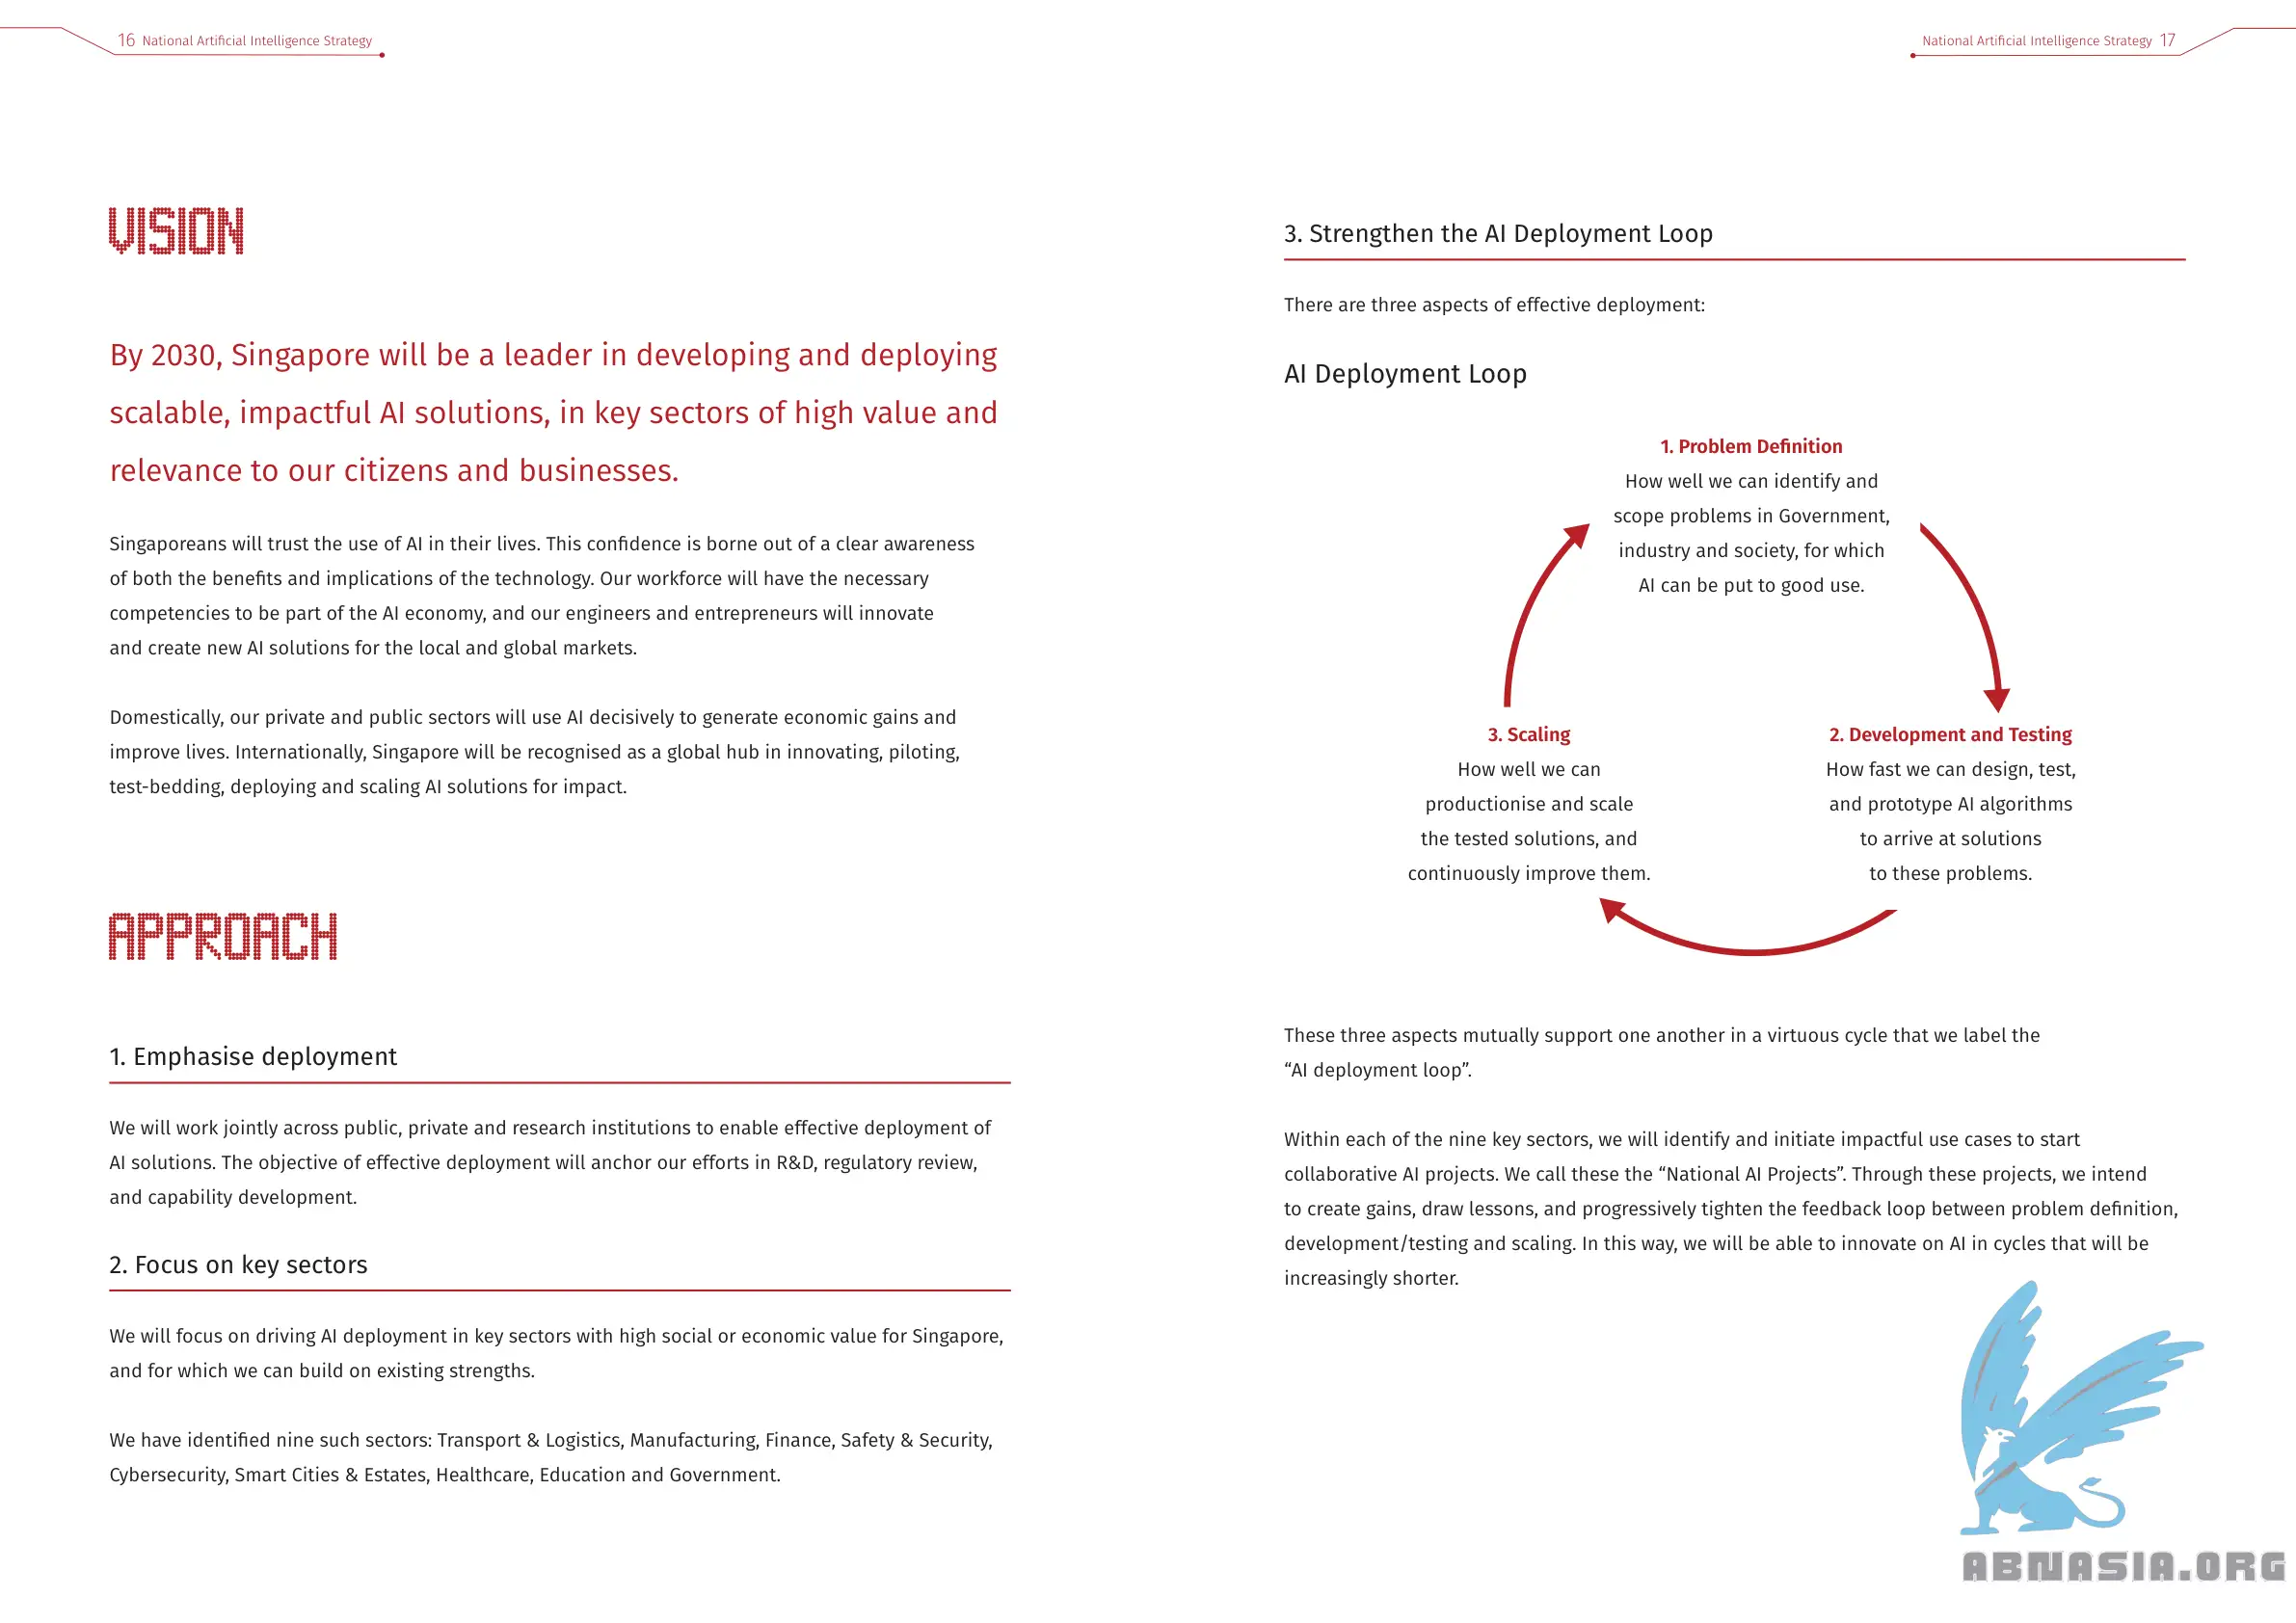 16 National Artificial Intelligence Strategy
VISION
By 2030, Singapore will be a leader in developing and deploying
scalable, impactful AI solutions, in key sectors of high value and
relevance to our citizens and businesses.
Singaporeans will trust the use of AI in their lives. This confidence is borne out of a clear awareness
of both the benefits and implications of the technology. Our workforce will have the necessary
competencies to be part of the AI economy, and our engineers and entrepreneurs will innovate
and create new AI solutions for the local and global markets.
Domestically, our private and public sectors will use AI decisively to generate economic gains and
improve lives. Internationally, Singapore will be recognised as a global hub in innovating, piloting,
test-bedding, deploying and scaling AI solutions for impact.
APPROACH
1. Emphasise deployment
We will work jointly across public, private and research institutions to enable effective deployment of
AI solutions. The objective of effective deployment will anchor our efforts in R&D, regulatory review,
and capability development.
2. Focus on key sectors
We will focus on driving AI deployment in key sectors with high social or economic value for Singapore,
and for which we can build on existing strengths.
We have identified nine such sectors: Transport & Logistics, Manufacturing, Finance, Safety & Security,
Cybersecurity, Smart Cities & Estates, Healthcare, Education and Government.
National Artificial Intelligence Strategy 17
3. Strengthen the AI Deployment Loop
There are three aspects of effective deployment:
AI Deployment Loop
1. Problem Definition
How well we can identify and
scope problems in Government,
industry and society, for which
AI can be put to good use.
2. Development and Testing
How fast we can design, test,
and prototype AI algorithms
to arrive at solutions
to these problems.
3. Scaling
How well we can
productionise and scale
the tested solutions, and
continuously improve them.
These three aspects mutually support one another in a virtuous cycle that we label the
“AI deployment loop”.
Within each of the nine key sectors, we will identify and initiate impactful use cases to start
collaborative AI projects. We call these the “National AI Projects”. Through these projects, we intend
to create gains, draw lessons, and progressively tighten the feedback loop between problem definition,
development/testing and scaling. In this way, we will be able to innovate on AI in cycles that will be
increasingly shorter.
ABNASIA.ORG